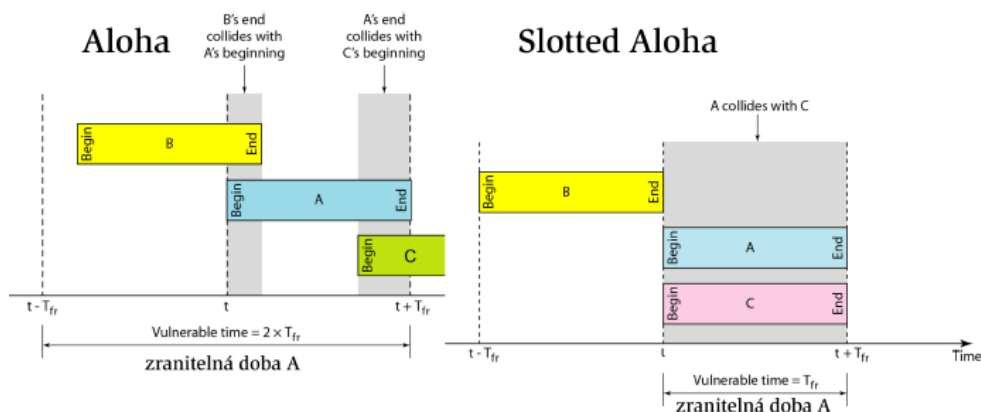 Aloha
B's end
collides with
A's beginning
A's end
collides with
C's beginning
Begin
B
End
Begin
A
End
Begin
C
t - Tfr
t
t + Tfr
Vulnerable time = 2 × Tfr
zranitelná doba A
Slotted Aloha
A collides with C
Begin
B
End
Begin
A
End
Begin
C
End
t - Tfr
t + Tfr
Time
Vulnerable time = Tfr
zranitelná doba A